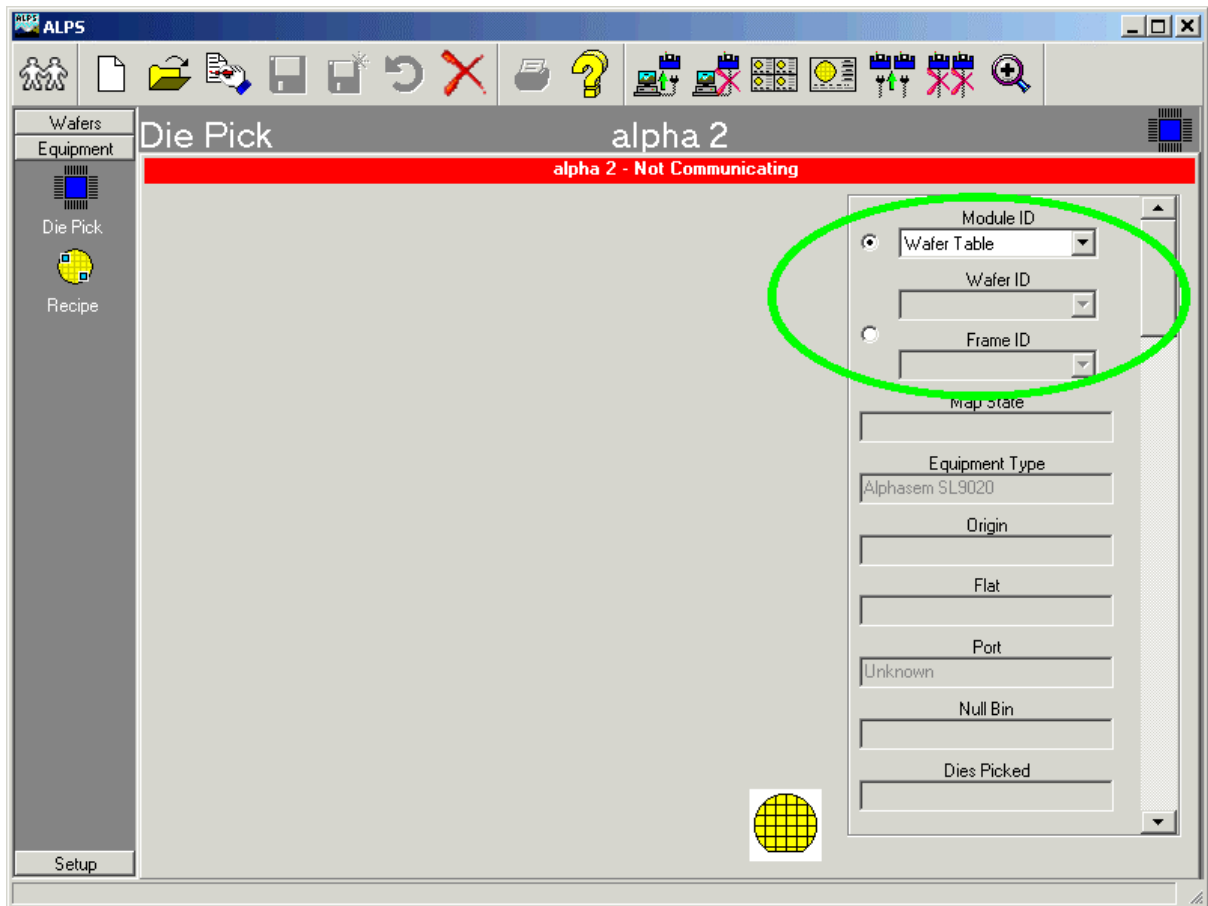 ALPS
ALPS
Wafers
Equipment
Die Pick
Recipe
Setup
Die Pick alpha 2
alpha 2 - Not Communicating
Module ID
Wafer Table
Wafer ID
Frame ID
Map State
Equipment Type
Alphasem SL9020
Origin
Flat
Port
Unknown
Null Bin
Dies Picked